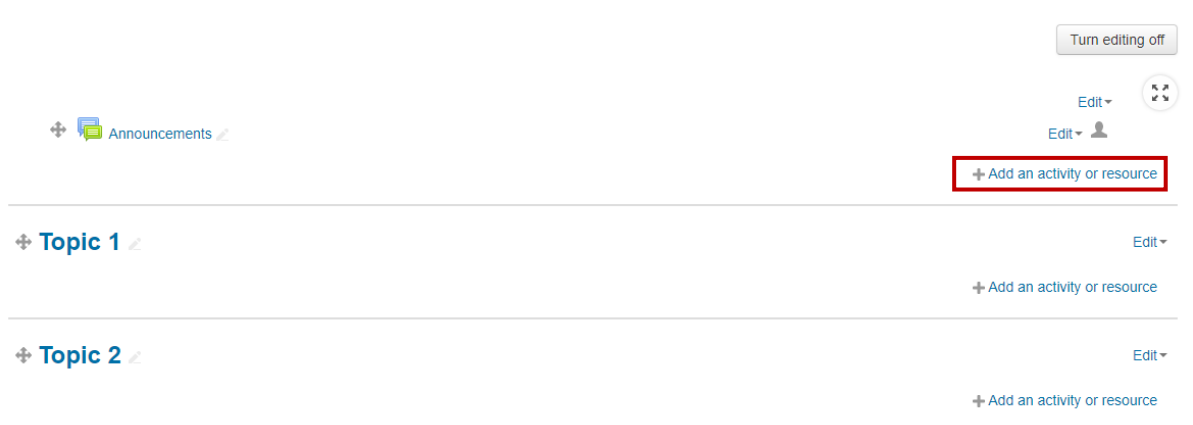 Turn editing off
Edit
Announcements
Edit
Add an activity or resource
Topic 1
Edit
Add an activity or resource
Topic 2
Edit
Add an activity or resource